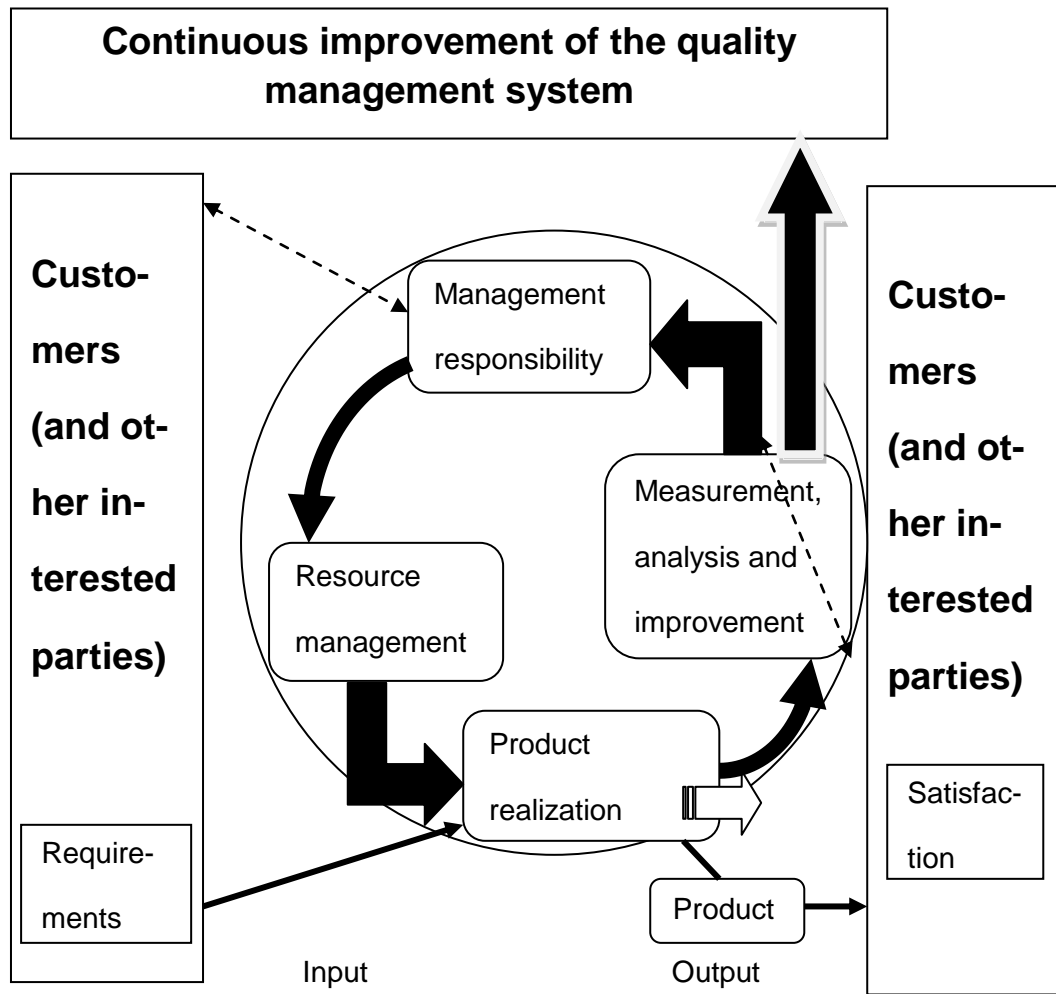 Continuous improvement of the quality
management system
Custo-
mers
(and ot-
her in-
terested
parties)
Require-
ments
Management
responsibility
Resource
management
Product
realization
Measurement,
analysis and
improvement
Product
Input
Output
Custo-
mers
(and ot-
her in-
terested
parties)
Satisfac-
tion